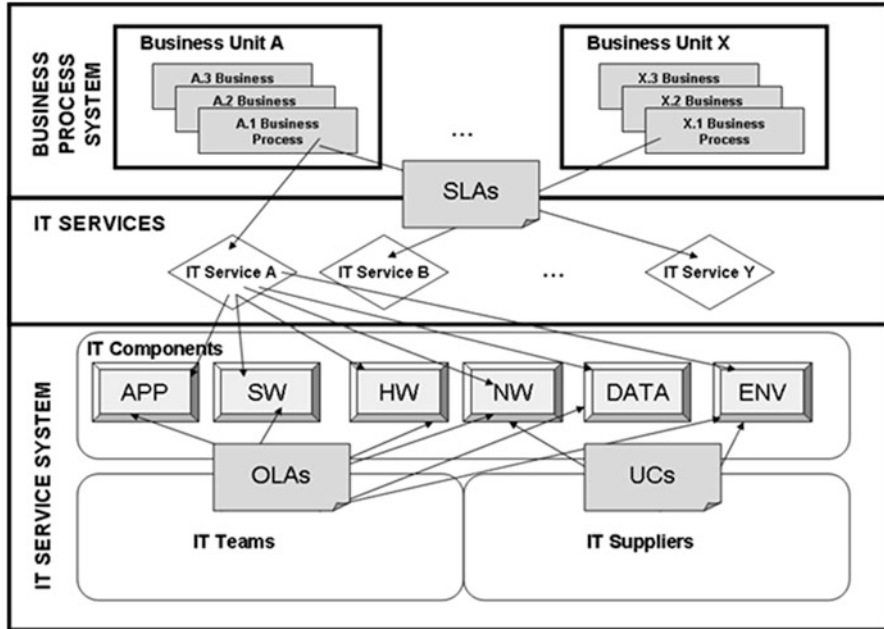 BUSINESS
PROCESS
SYSTEM
Business Unit A
A.3 Business
A.2 Business
A.1 Business
Process
...
Business Unit X
X.3 Business
X.2 Business
X.1 Business
Process
SLAs
IT SERVICES
IT Service A
IT Service B
...
IT Service Y
IT SERVICE SYSTEM
IT Components
APP
SW
HW
NW
DATA
ENV
OLAs
UCs
IT Teams
IT Suppliers